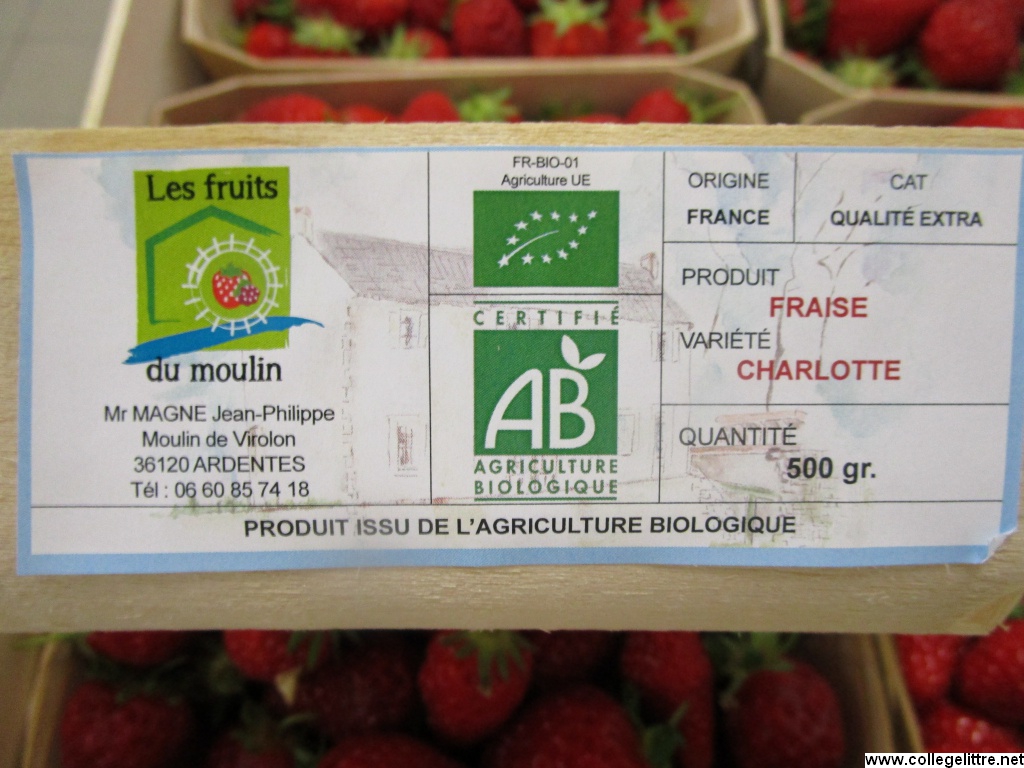 Les fruits
du moulin
Mr MAGNE Jean-Philippe
Moulin de Virolon
36120 ARDENTES
Tél : 06 60 85 74 18
FR-BIO-01
Agriculture UE
CERTIFIÉ
AB
AGRICULTURE
BIOLOGIQUE
ORIGINE
FRANCE
CAT
QUALITÉ EXTRA
PRODUIT
FRAISE
VARIÉTÉ
CHARLOTTE
QUANTITÉ
500 gr.
PRODUIT ISSU DE L'AGRICULTURE BIOLOGIQUE
www.collegelittre.net